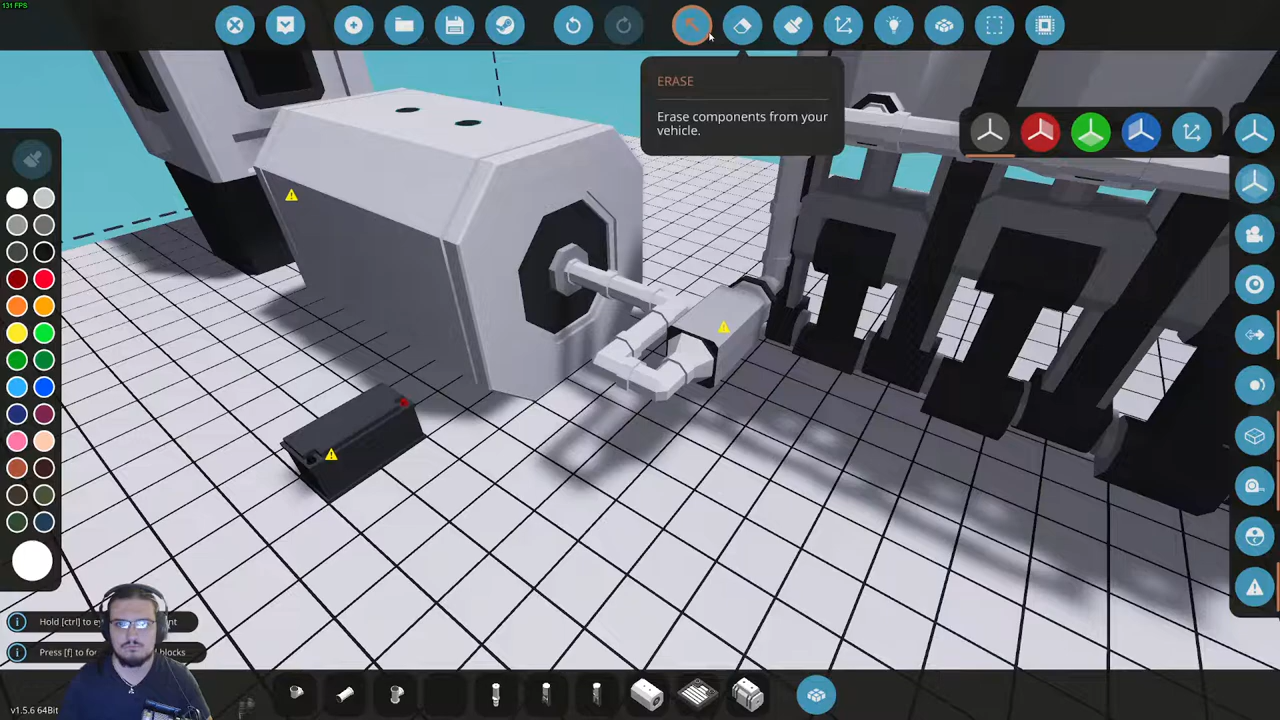 131 FPS
ERASE
Erase components from your
vehicle.
Hold [ctrl] to
Press [f] to blocks
v1.5.6 64Bit